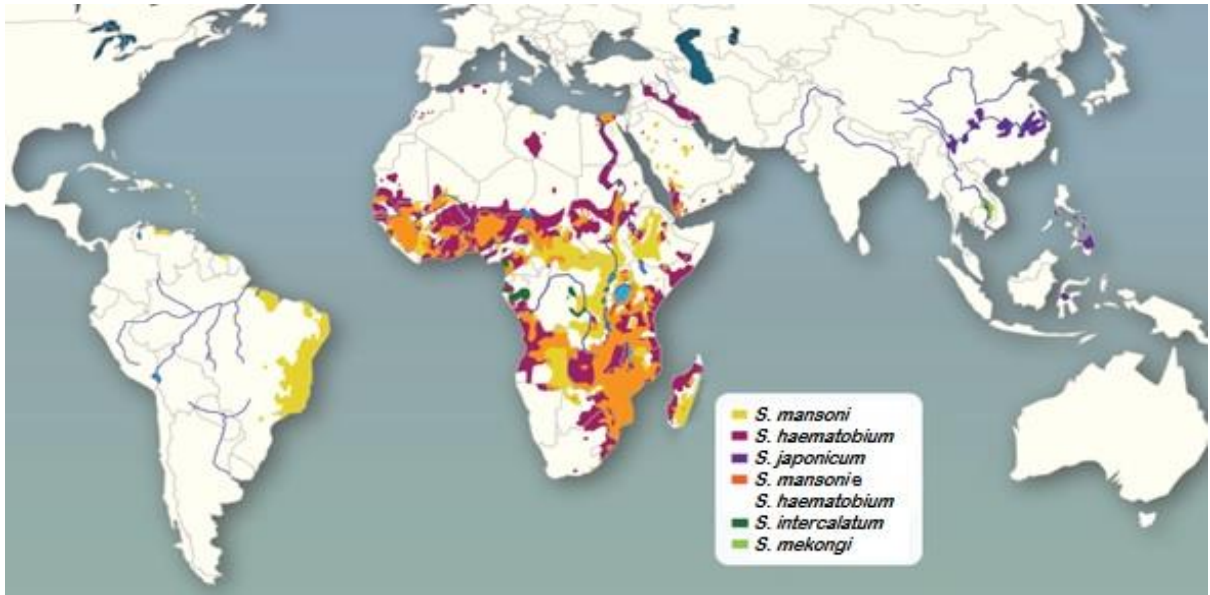 S. mansoni
S. haematobium
S. japonicum
S. mansoni e
S. haematobium
S. intercalatum
S. mekongi